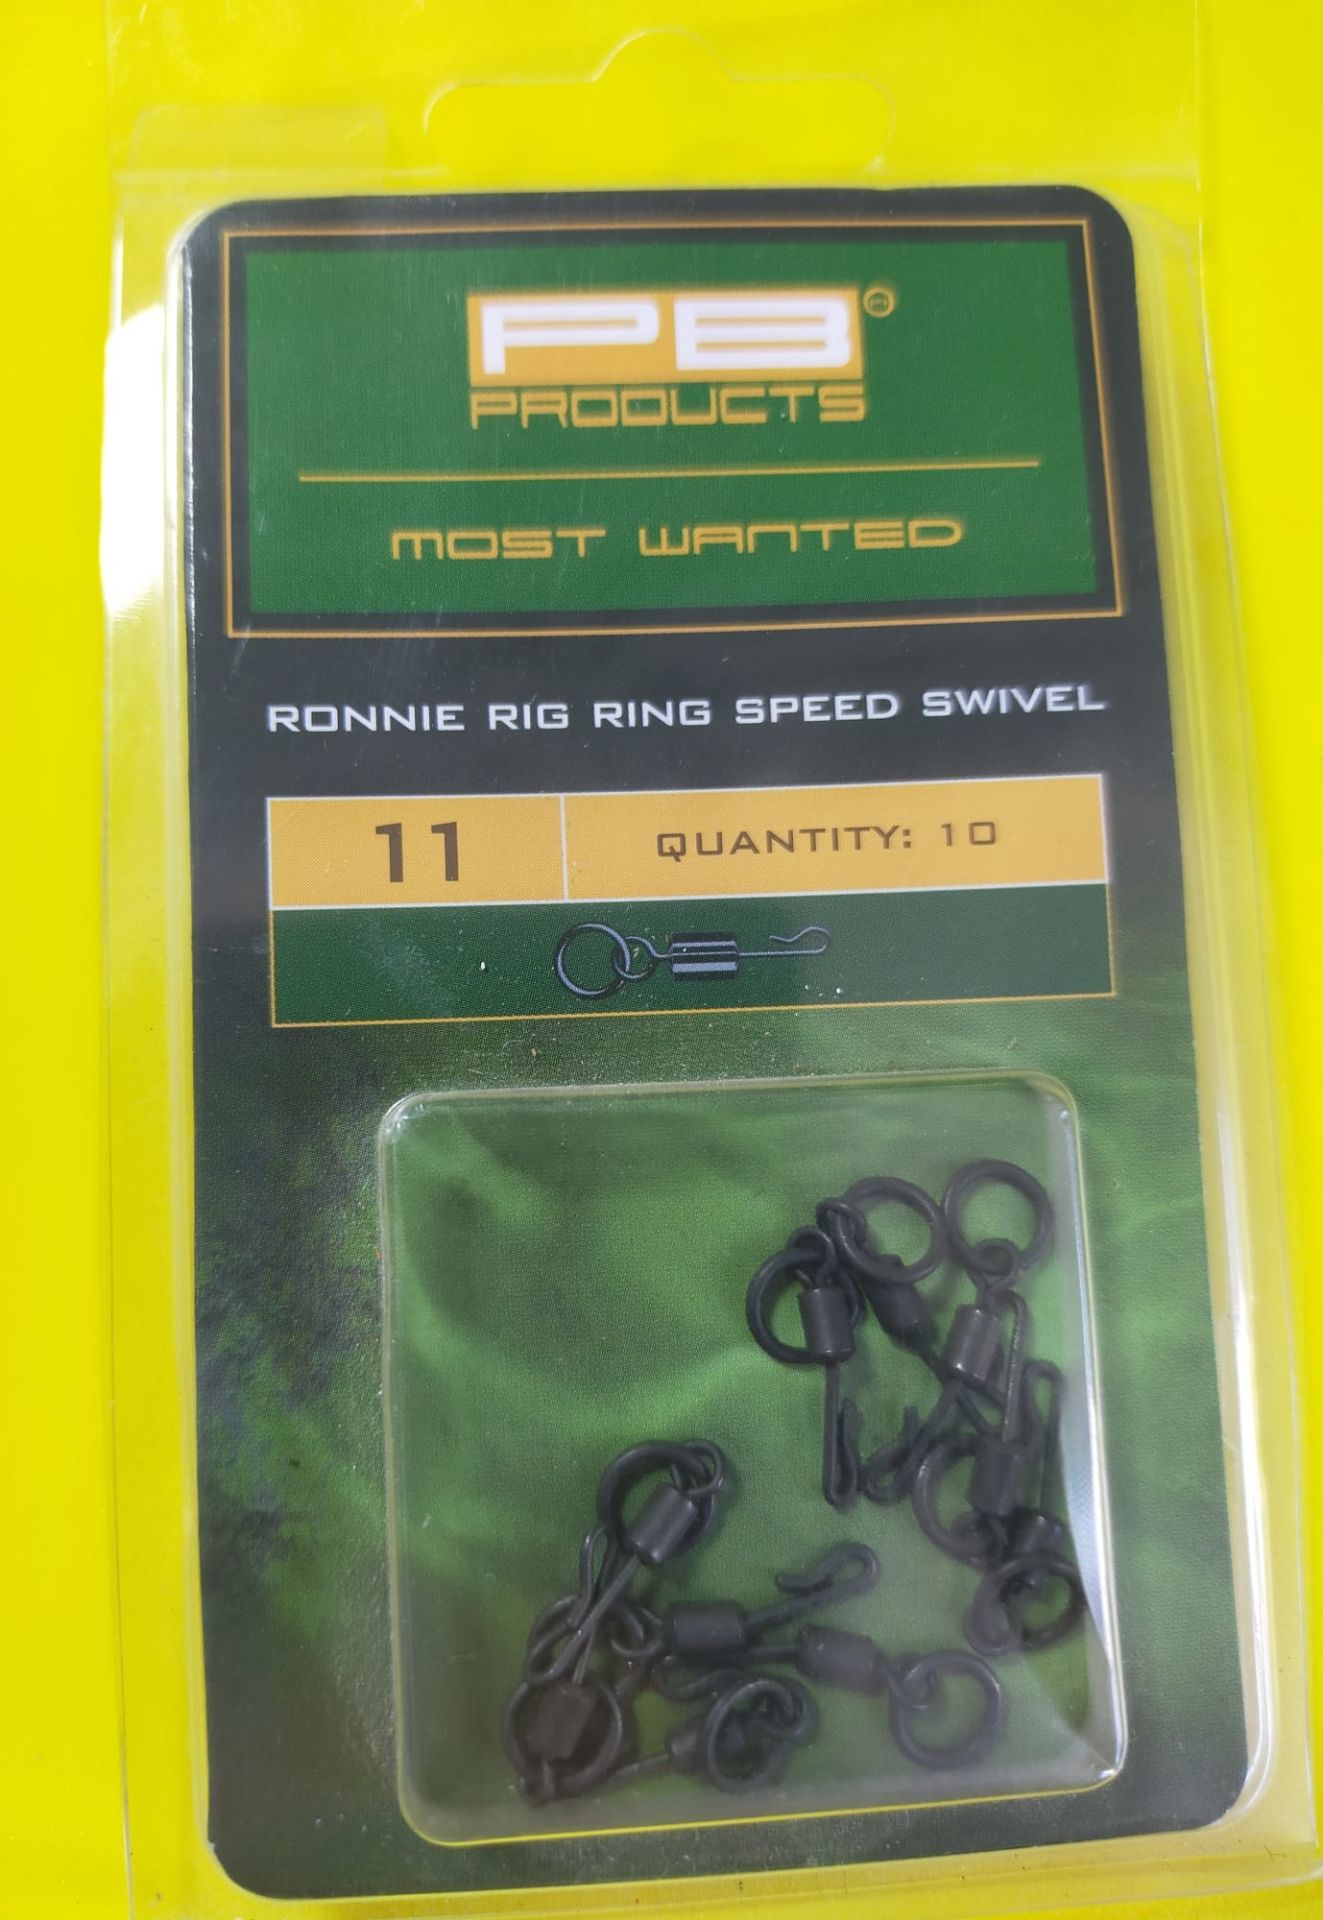 PB
PRODUCTS
MOST WANTED
RONNIE RIG RING SPEED SWIVEL
11
QUANTITY: 10